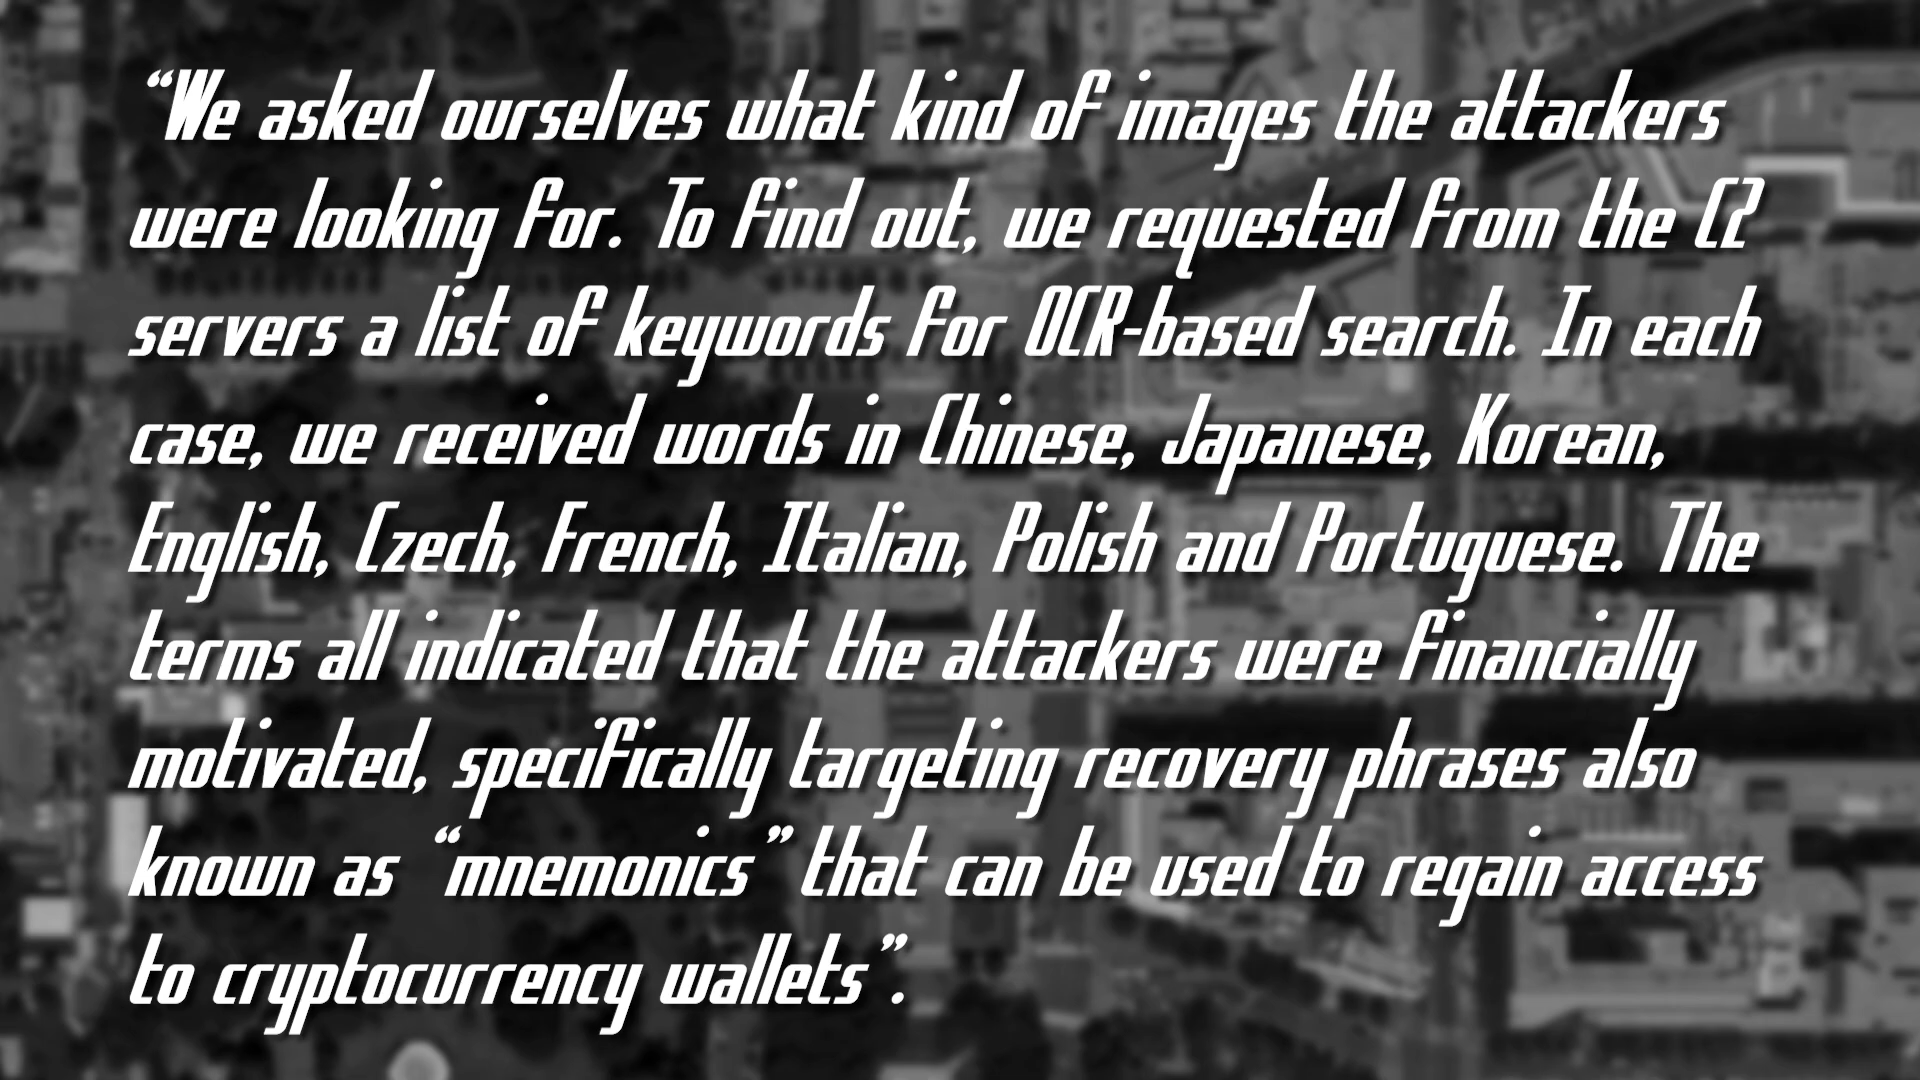 “We asked ourselves what kind of images the attackers
were looking for. To find out, we requested from the C2
servers a list of keywords for OCR-based search. In each
case, we received words in Chinese, Japanese, Korean,
English, Czech, French, Italian, Polish and Portuguese. The
terms all indicated that the attackers were financially
motivated, specifically targeting recovery phrases also
known as “mnemonics” that can be used to regain access
to cryptocurrency wallets”.